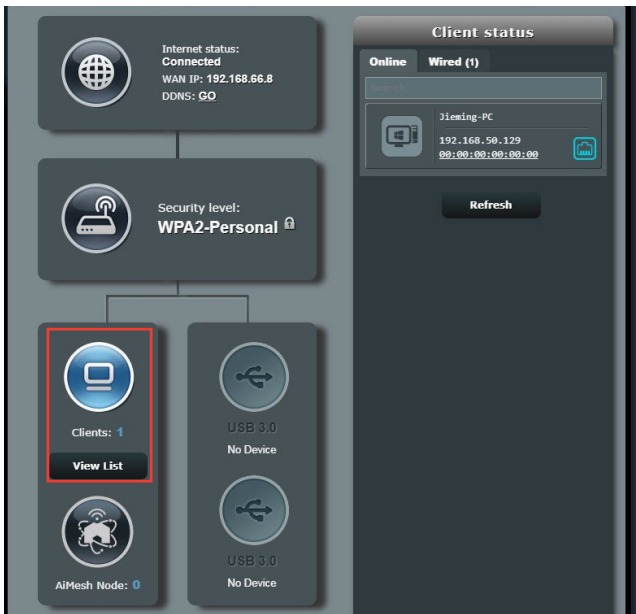 Internet status:
Connected
WAN IP: 192.168.66.8
DDNS: GO
Security level:
WPA2-Personal
Clients: 1
View List
AiMesh Node: 0
USB 3.0
No Device
USB 3.0
No Device
Client status
Online Wired (1)
Search
Jieming-PC
192.168.50.129
00:00:00:00:00:00
Refresh